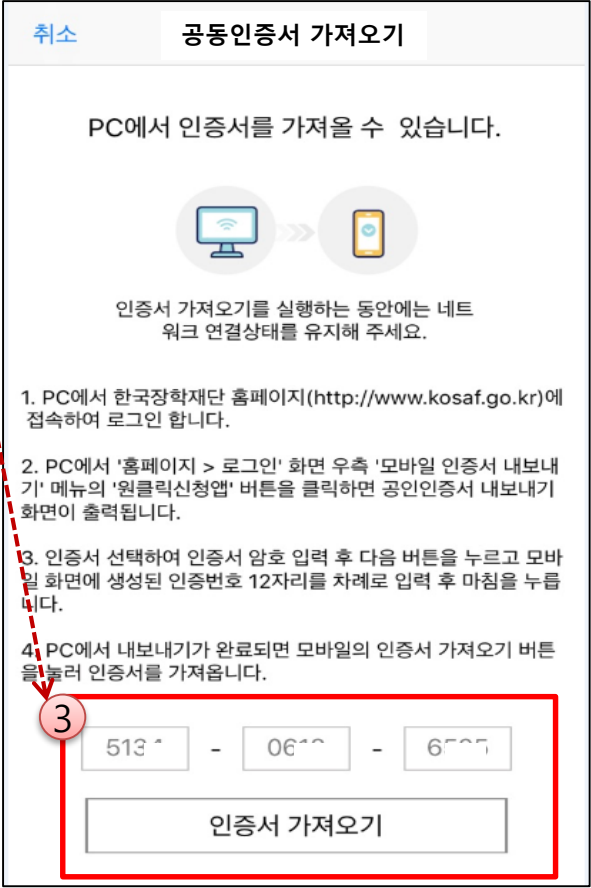 취소 공동인증서 가져오기
PC에서 인증서를 가져올 수 있습니다.
인증서 가져오기를 실행하는 동안에는 네트
워크 연결상태를 유지해 주세요.
1. PC에서 한국장학재단 홈페이지(http://www.kosaf.go.kr)에
접속하여 로그인 합니다.
2. PC에서 '홈페이지 > 로그인' 화면 우측 '모바일 인증서 내보내
기' 메뉴의 '원클릭신청앱' 버튼을 클릭하면 공인인증서 내보내기
화면이 출력됩니다.
3. 인증서 선택하여 인증서 암호 입력 후 다음 버튼을 누르고 모바
일 화면에 생성된 인증번호 12자리를 차례로 입력 후 마침을 누릅
니다.
4. PC에서 내보내기가 완료되면 모바일의 인증서 가져오기 버튼
을 눌러 인증서를 가져옵니다.
3
- -
인증서 가져오기